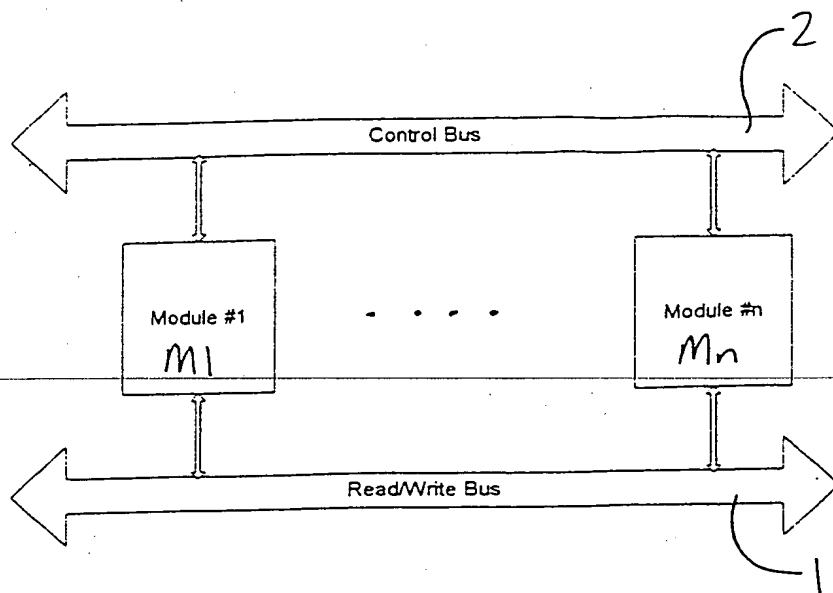 2
Control Bus
Module #1
M1
Module #n
Mn
Read/Write Bus
1